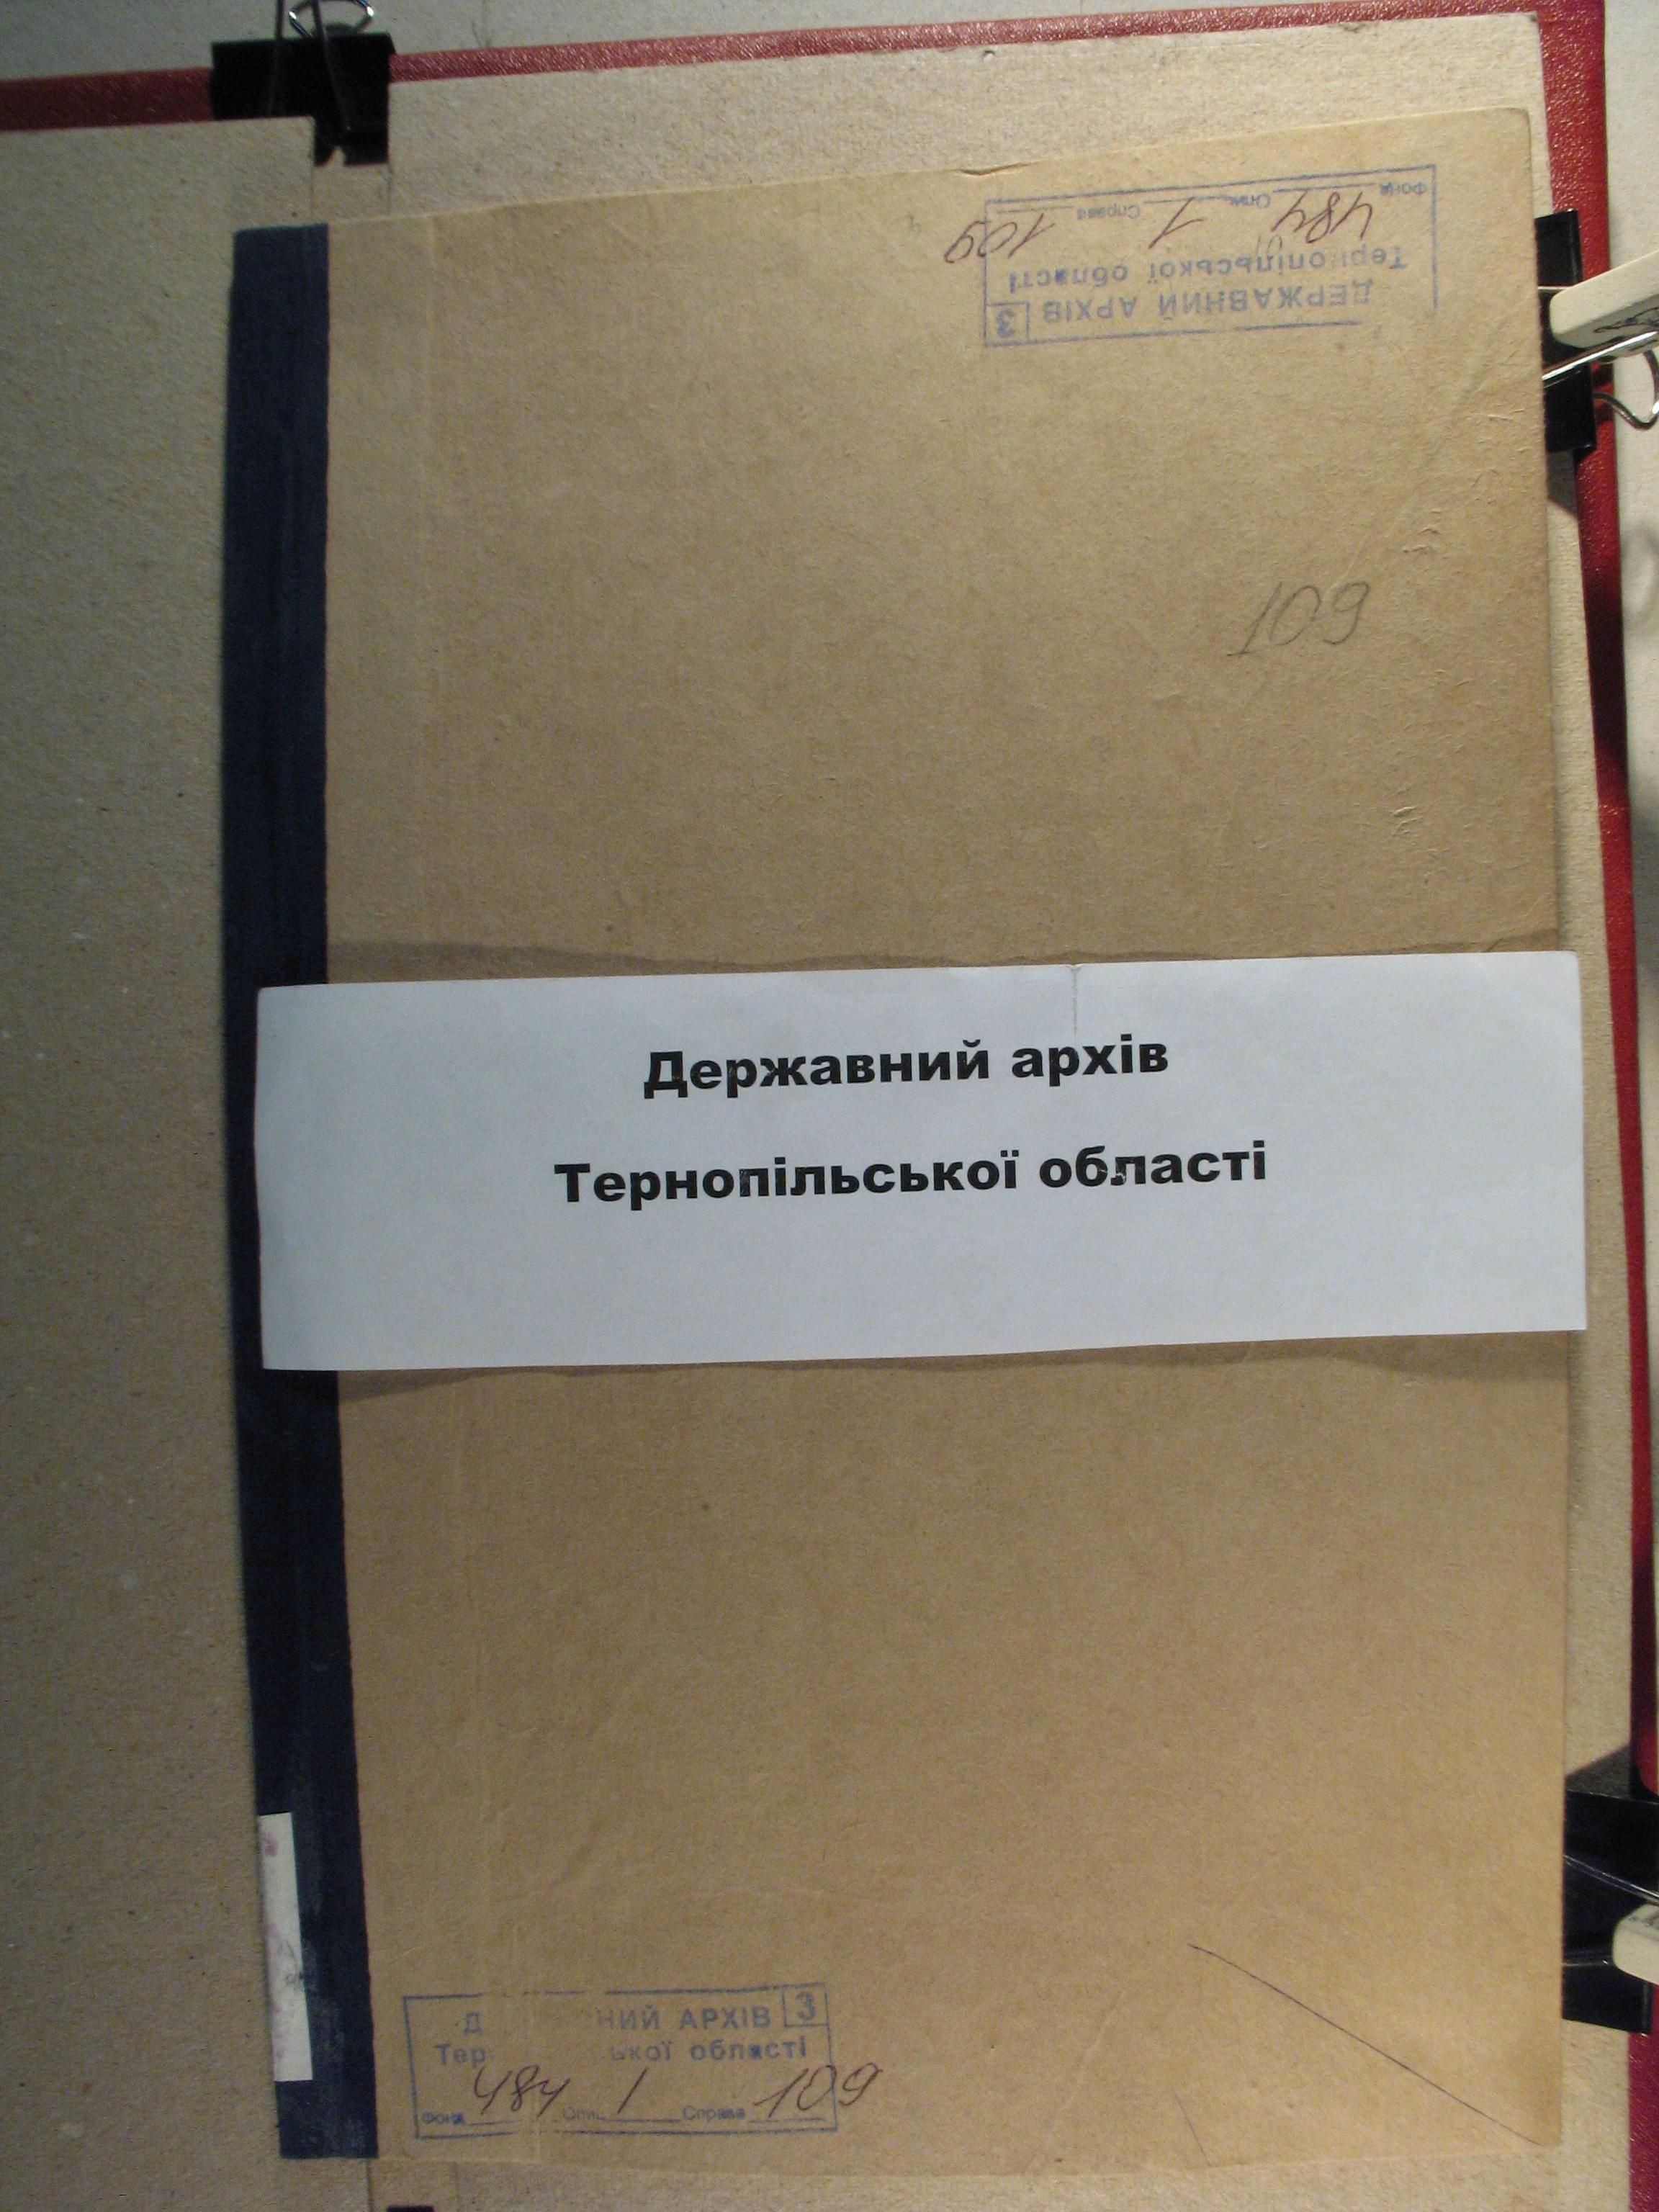 ДЕРЖАВНИЙ АРХІВ 3
Тернопільської області
Фонд 484 Опис 1 Справа 109
109
Державний архів
Тернопільської області
НИЙ АРХІВ 3
Тер ької області
Фонд 484 Опис 1 Справа 109